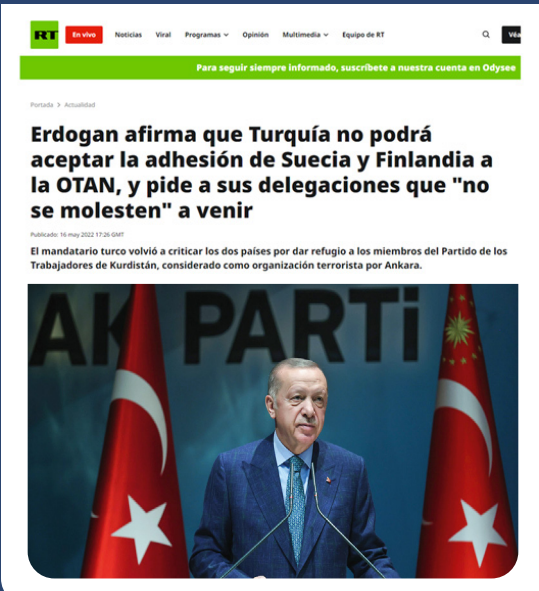 RT En vivo Noticias Viral Programas Opinión Multimedia Equipo de RT Véa
Para seguir siempre informado, suscríbete a nuestra cuenta en Odysee
Portada > Actualidad
Erdogan afirma que Turquía no podrá
aceptar la adhesión de Suecia y Finlandia a
la OTAN, y pide a sus delegaciones que "no
se molesten" a venir
Publicado: 16 may 2022 17:26 GMT
El mandatario turco volvió a criticar los dos países por dar refugio a los miembros del Partido de los
Trabajadores de Kurdistán, considerado como organización terrorista por Ankara.
AK PARTi